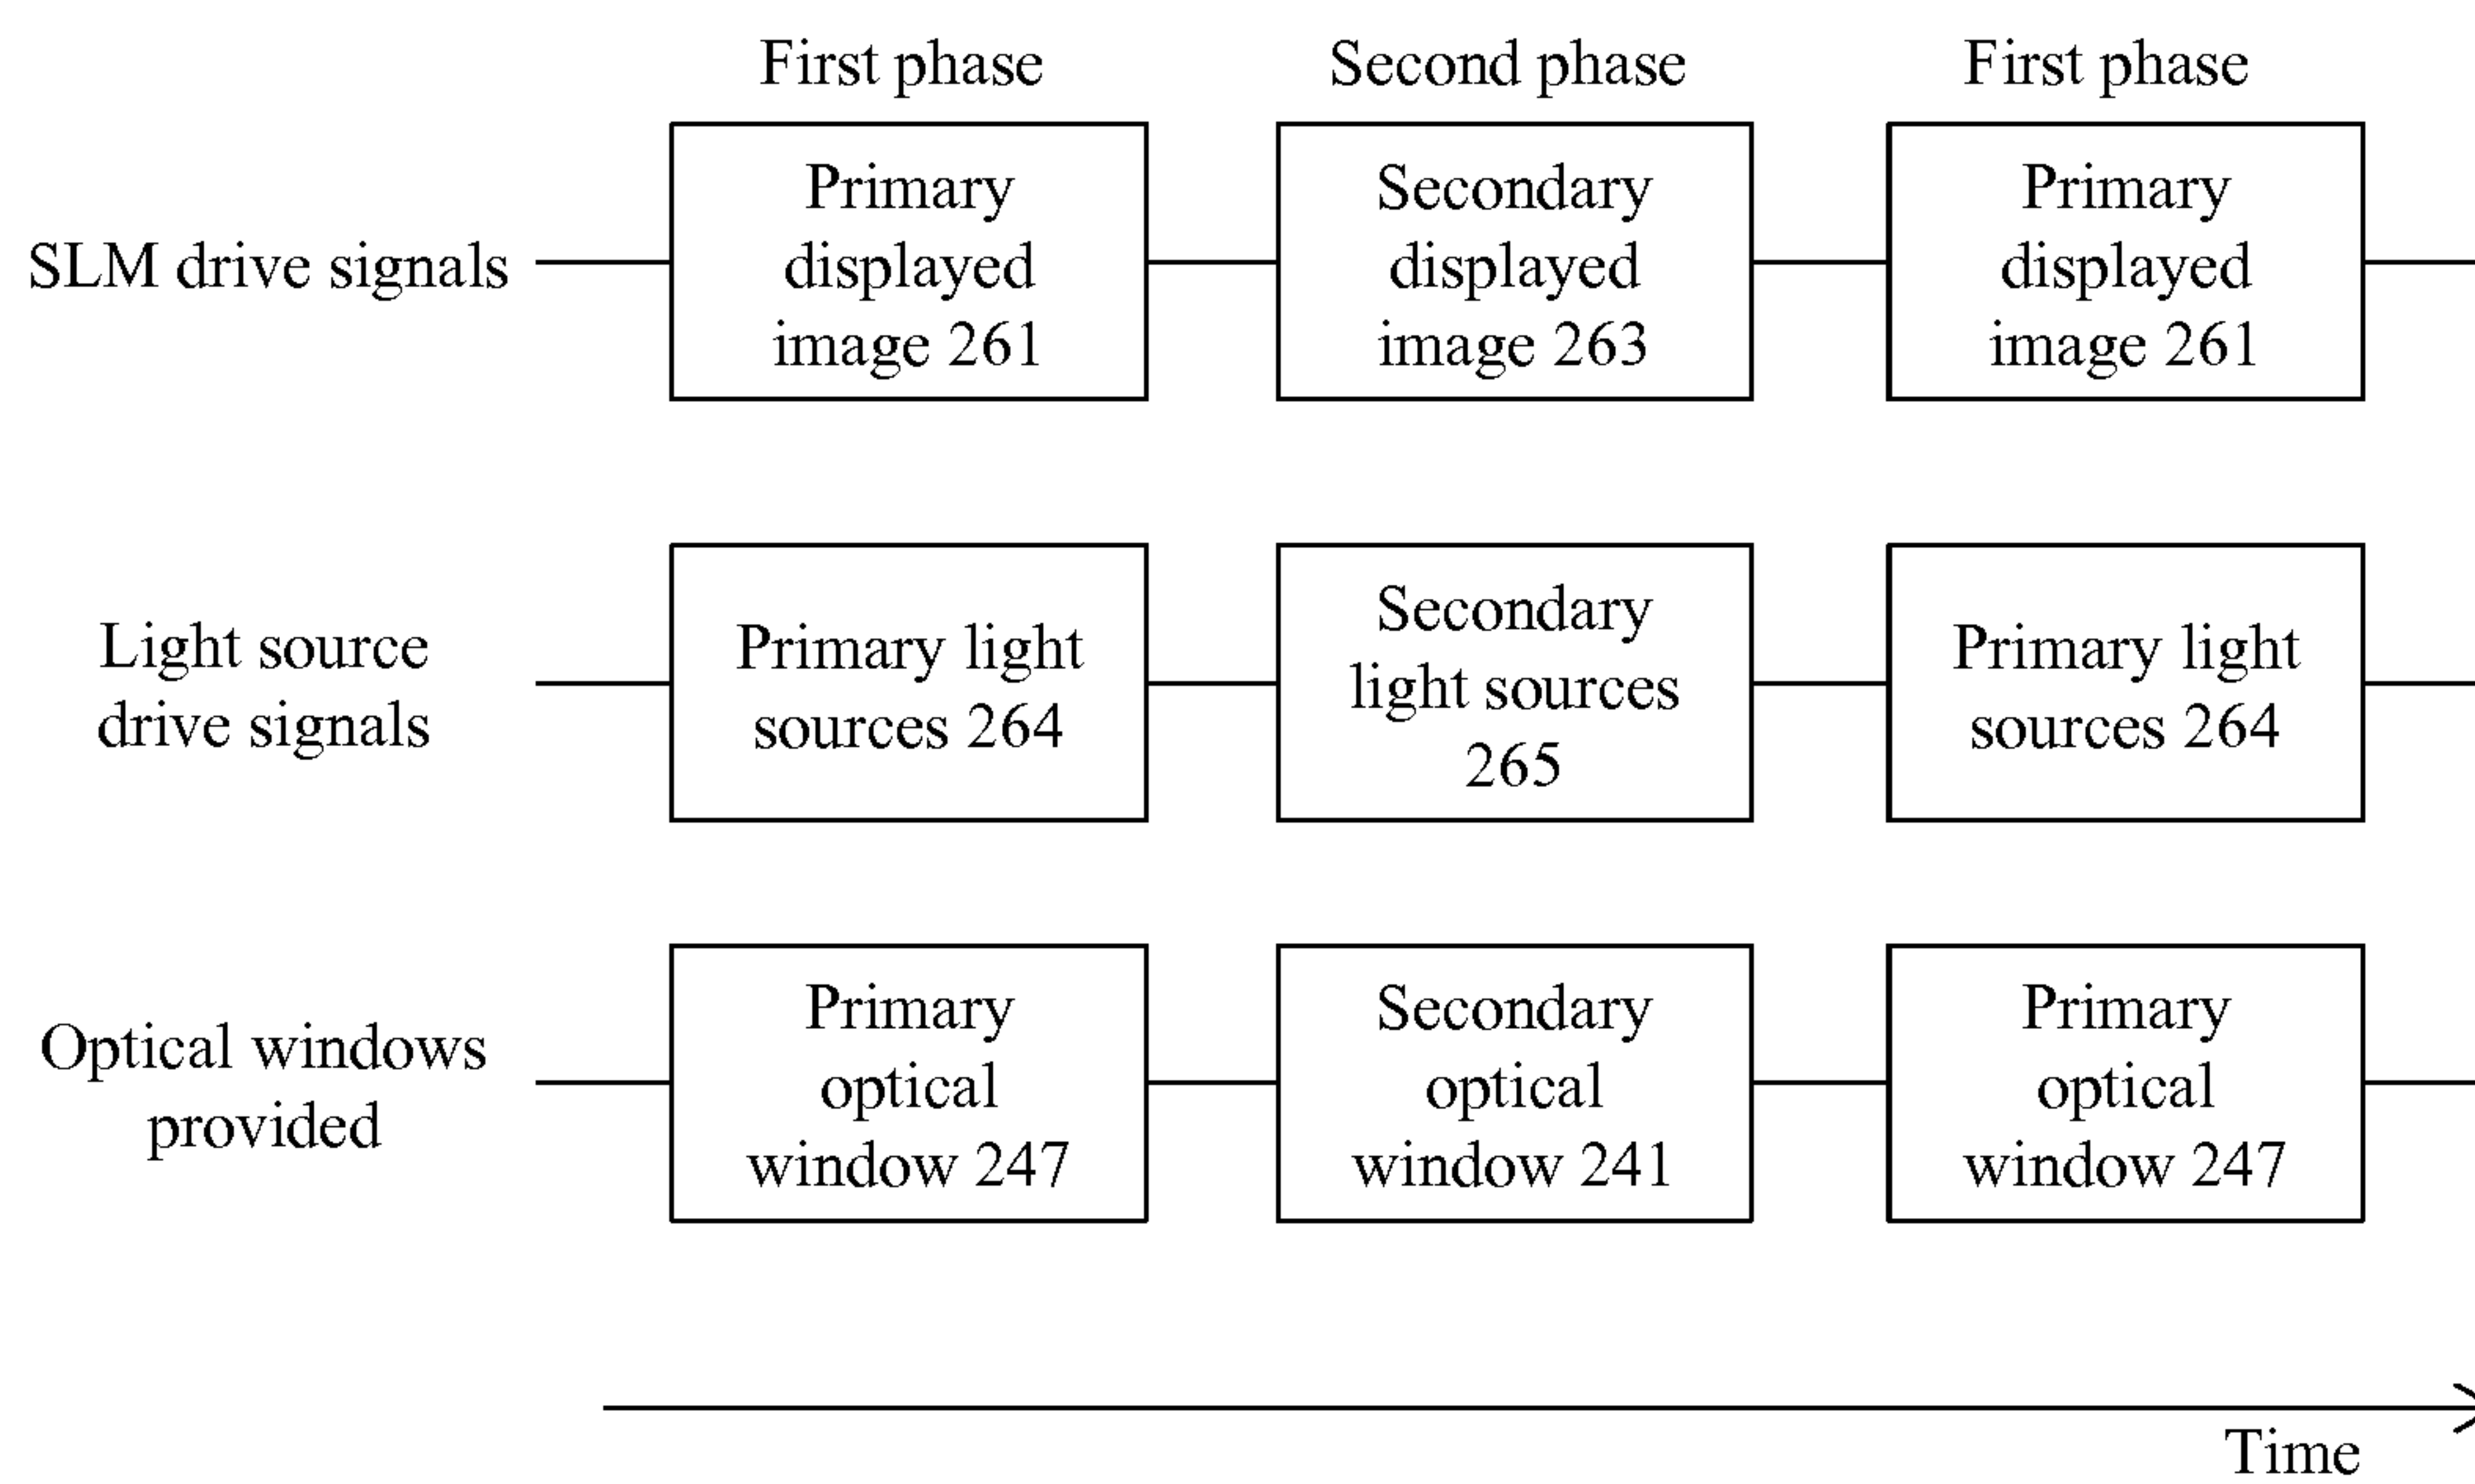 First phase
Second phase
First phase
SLM drive signals
Primary
displayed
image 261
Secondary
displayed
image 263
Primary
displayed
image 261
Light source
drive signals
Primary light
sources 264
Secondary
light sources
265
Primary light
sources 264
Optical windows
provided
Primary
optical
window 247
Secondary
optical
window 241
Primary
optical
window 247
Time